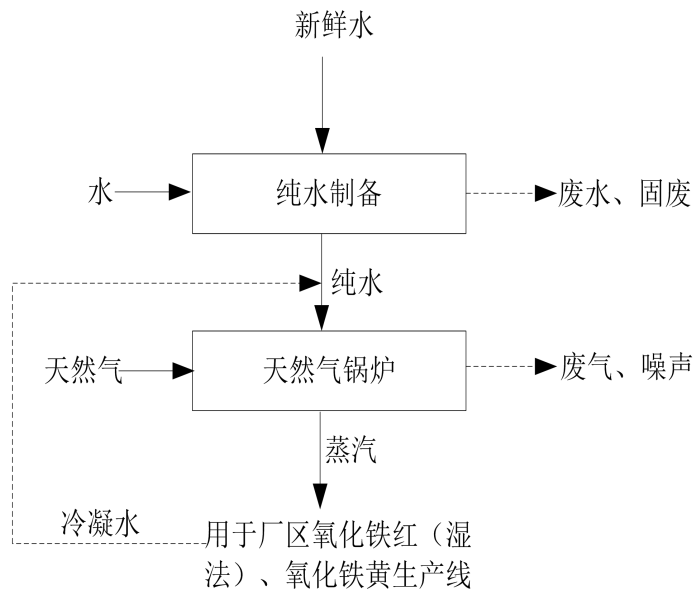 新鲜水
水
纯水制备
废水、固废
纯水
天然气
天然气锅炉
废气、噪声
蒸汽
冷凝水
用于厂区氧化铁红（湿
法）、氧化铁黄生产线